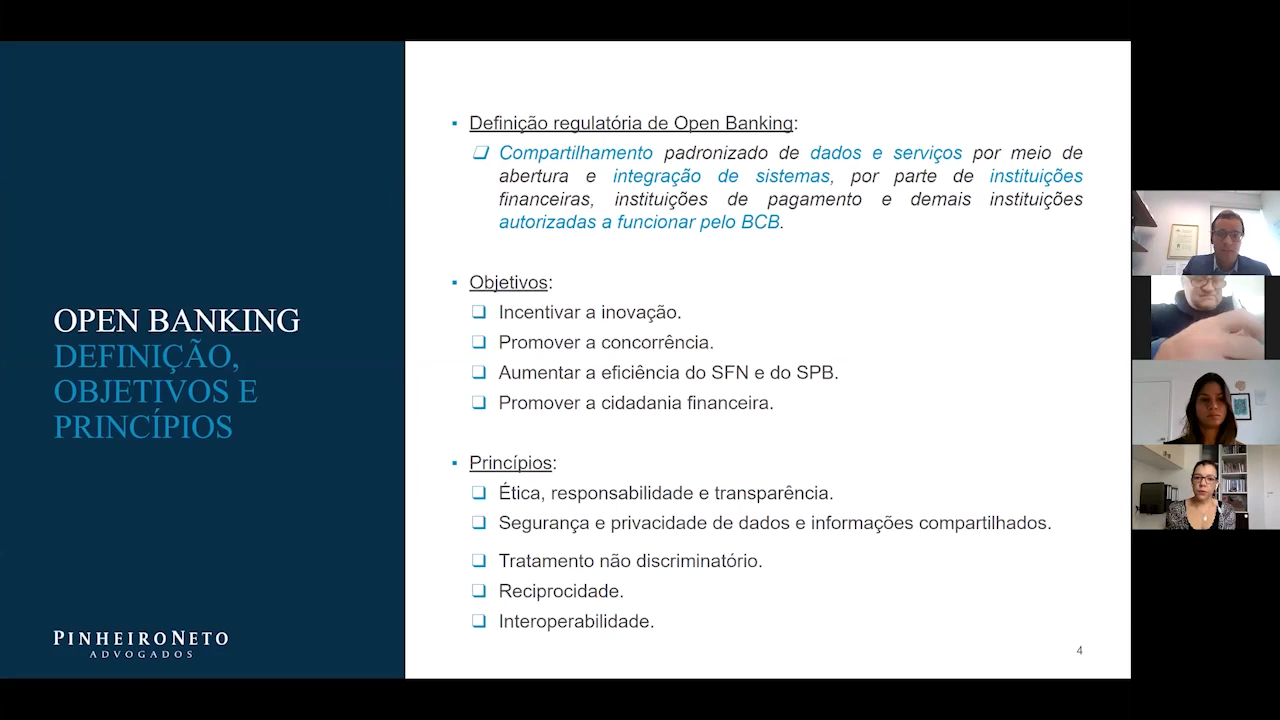 OPEN BANKING
DEFINIÇÃO,
OBJETIVOS E
PRINCÍPIOS
PINHEIRONETO
ADVOGADOS
▪ Definição regulatória de Open Banking:
❑ Compartilhamento padronizado de dados e serviços por meio de
abertura e integração de sistemas, por parte de instituições
financeiras, instituições de pagamento e demais instituições
autorizadas a funcionar pelo BCB.
▪ Objetivos:
❑ Incentivar a inovação.
❑ Promover a concorrência.
❑ Aumentar a eficiência do SFN e do SPB.
❑ Promover a cidadania financeira.
▪ Princípios:
❑ Ética, responsabilidade e transparência.
❑ Segurança e privacidade de dados e informações compartilhados.
❑ Tratamento não discriminatório.
❑ Reciprocidade.
❑ Interoperabilidade.
4